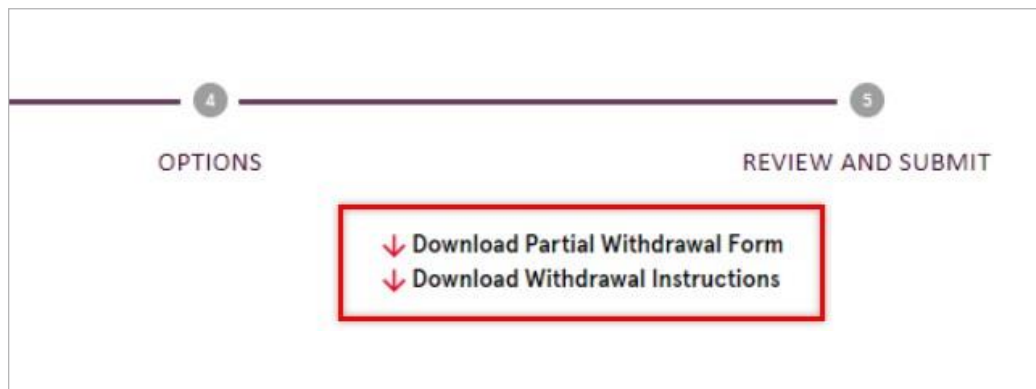 4
5
OPTIONS
REVIEW AND SUBMIT
Download Partial Withdrawal Form
Download Withdrawal Instructions